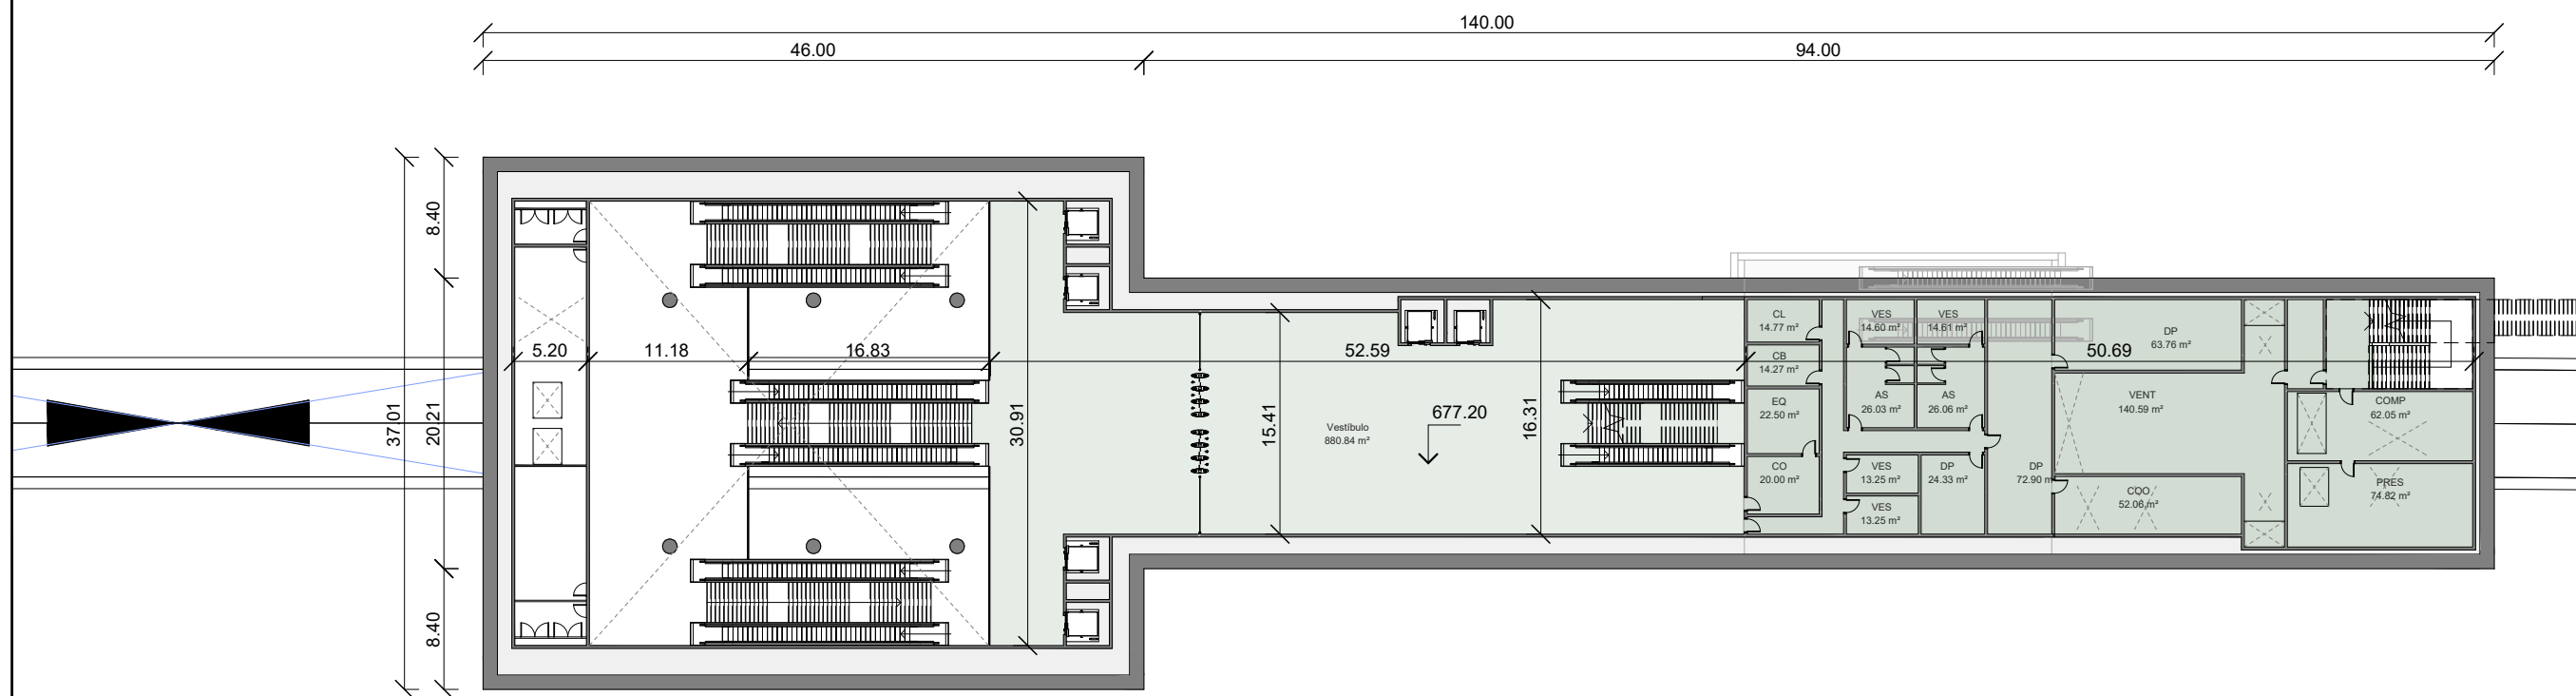 140.00
46.00
94.00
8.40
37.01
20.21
8.40
5.20
11.18
16.83
30.91
52.59
15.41
Vestíbulo
880.84 m²
677.20
16.31
CL
14.77 m²
CB
14.27 m²
EQ
22.50 m²
CO
20.00 m²
VES
14.60 m²
VES
14.61 m²
AS
26.03 m²
AS
26.06 m²
VES
13.25 m²
VES
13.25 m²
DP
24.33 m²
DP
72.90 m
50.69
DP
63.76 m²
VENT
140.59 m²
COO
52.06 m²
COMP
62.05 m²
PRES
74.82 m²